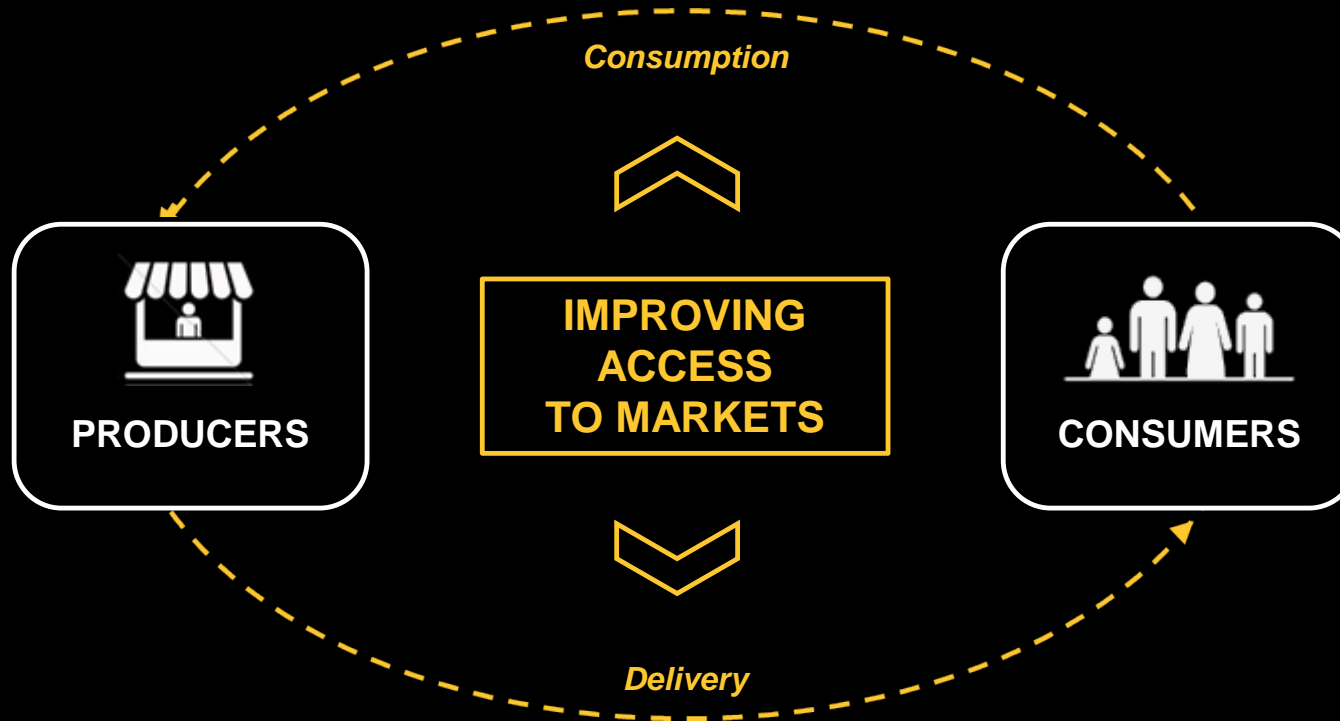 Consumption
IMPROVING
ACCESS
TO MARKETS
PRODUCERS
CONSUMERS
Delivery